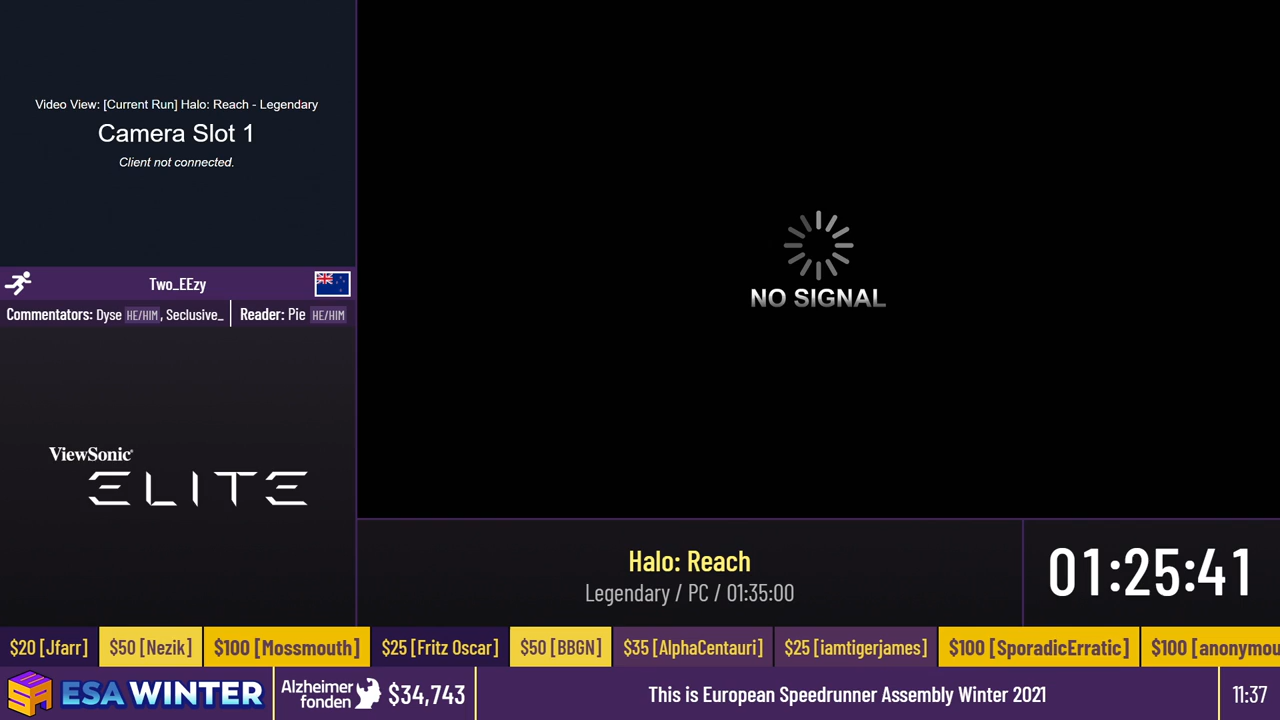 Video View: [Current Run] Halo: Reach - Legendary
Camera Slot 1
Client not connected.
NO SIGNAL
Two_EEzy
Commentators: Dyse HE/HIM, Seclusive_
Reader: Pie HE/HIM
ViewSonic®
ELITE
Halo: Reach
Legendary / PC / 01:35:00
01:25:41
$20 [Jfarr] $50 [Nezik] $100 [Mossmouth] $25 [Fritz Oscar] $50 [BBGN] $35 [AlphaCentauri] $25 [iamtigerjames] $100 [SporadicErratic] $100 [anonymou
ESA WINTER
Alzheimer
fonden
$34,743
This is European Speedrunner Assembly Winter 2021
11:37